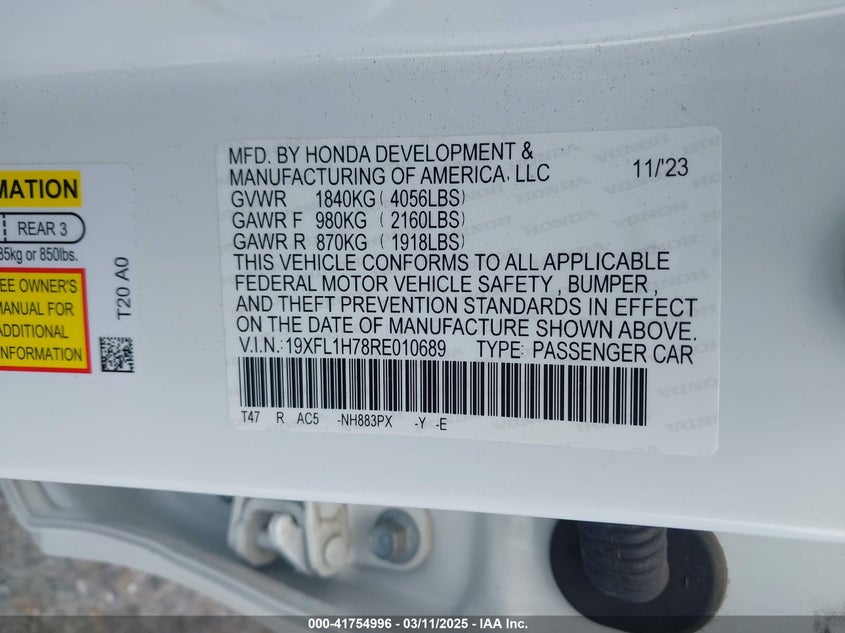 MATION
REAR 3
85kg or 850lbs.
EE OWNER'S
MANUAL FOR
ADDITIONAL
INFORMATION
T20 A0
MFD. BY HONDA DEVELOPMENT &
MANUFACTURING OF AMERICA, LLC 11/'23
GVWR 1840KG ( 4056LBS)
GAWR F 980KG ( 2160LBS)
GAWR R 870KG ( 1918LBS)
THIS VEHICLE CONFORMS TO ALL APPLICABLE
FEDERAL MOTOR VEHICLE SAFETY , BUMPER ,
AND THEFT PREVENTION STANDARDS IN EFFECT
ON THE DATE OF MANUFACTURE SHOWN ABOVE.
V.I.N.: 19XFL1H78RE010689 TYPE: PASSENGER CAR
T47 R AC5 -NH883PX -Y -E
000-41754996 - 03/11/2025 - IAA Inc.